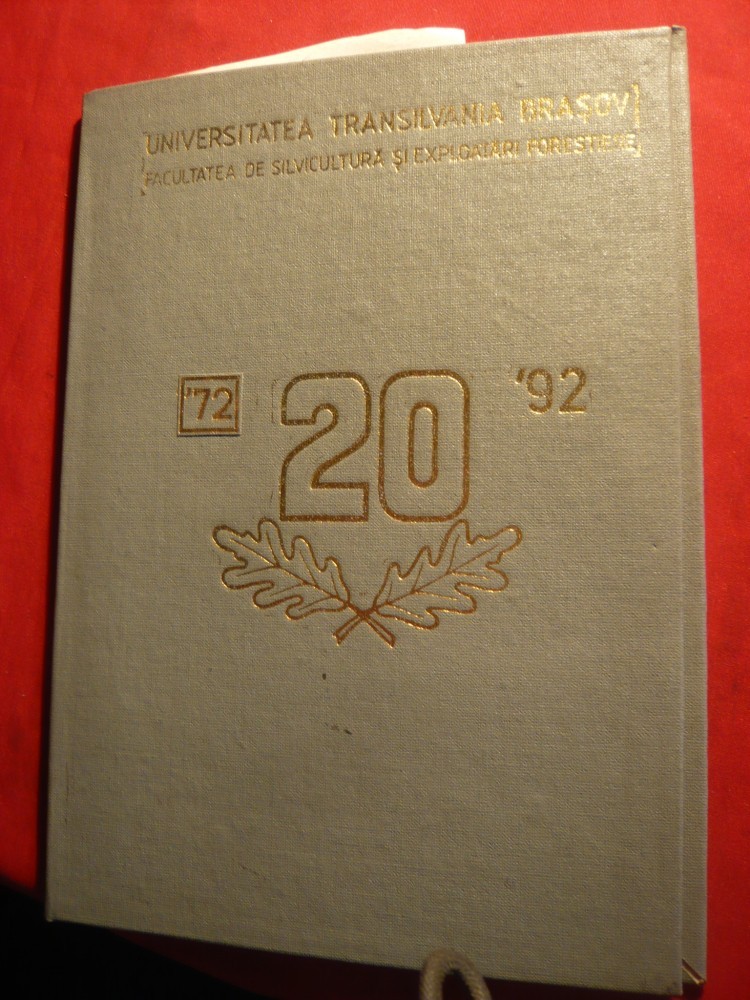 UNIVERSITATEA TRANSILVANIA BRAȘOV
FACULTATEA DE SILVICULTURĂ ȘI EXPLOATĂRI FORESTIERE
'72 20 '92